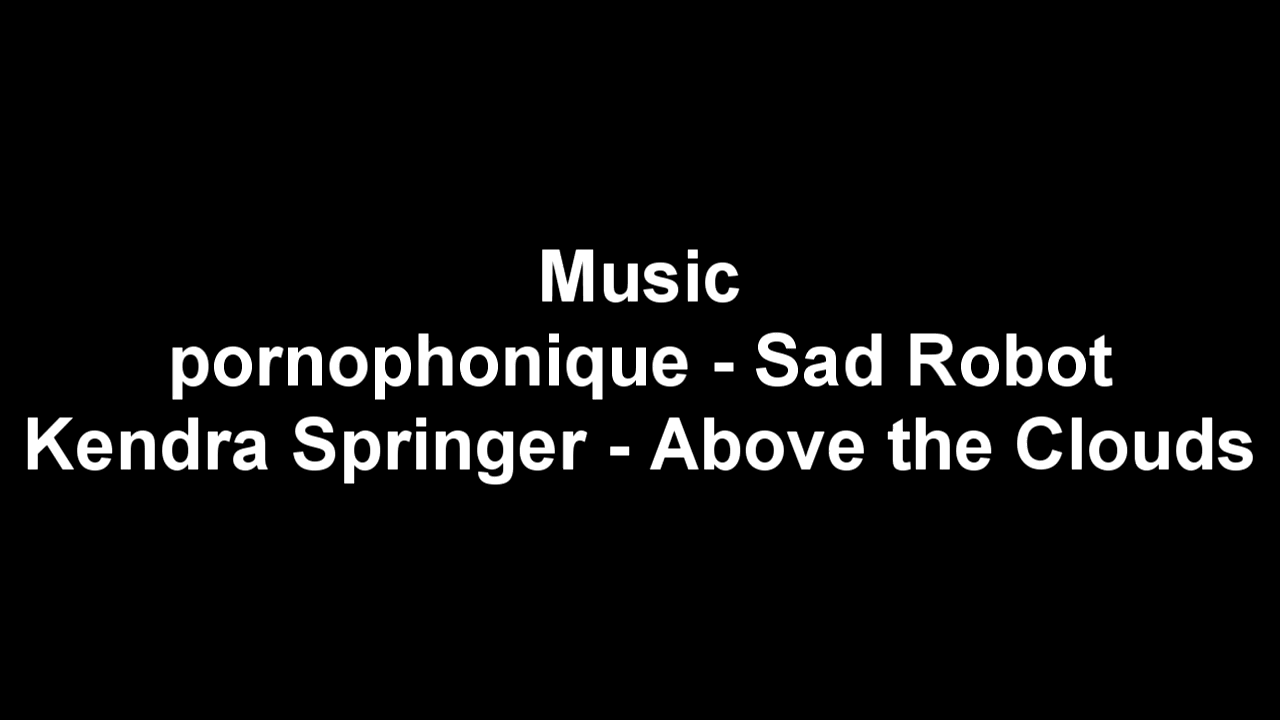 Music
pornophonique - Sad Robot
Kendra Springer - Above the Clouds